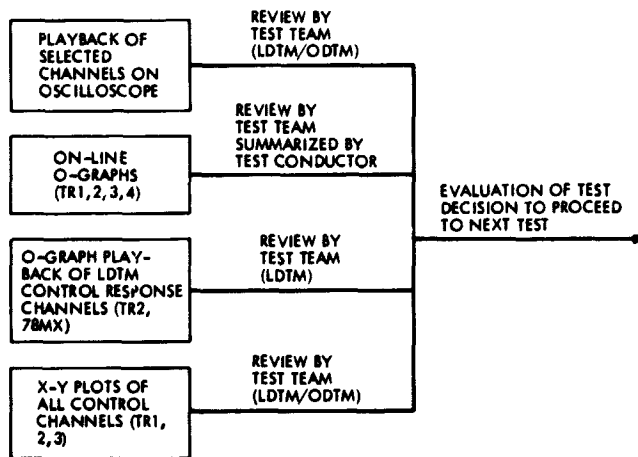 PLAYBACK OF
SELECTED
CHANNELS ON
OSCILLOSCOPE
REVIEW BY
TEST TEAM
(LDTM/ODTM)
ON-LINE
O-GRAPHS
(TR1,2,3,4)
REVIEW BY
TEST TEAM
SUMMARIZED BY
TEST CONDUCTOR
O-GRAPH PLAY-
BACK OF LDTM
CONTROL RESPONSE
CHANNELS (TR2,
78MX)
REVIEW BY
TEST TEAM
(LDTM)
X-Y PLOTS OF
ALL CONTROL
CHANNELS (TR1,
2,3)
REVIEW BY
TEST TEAM
(LDTM/ODTM)
EVALUATION OF TEST
DECISION TO PROCEED
TO NEXT TEST